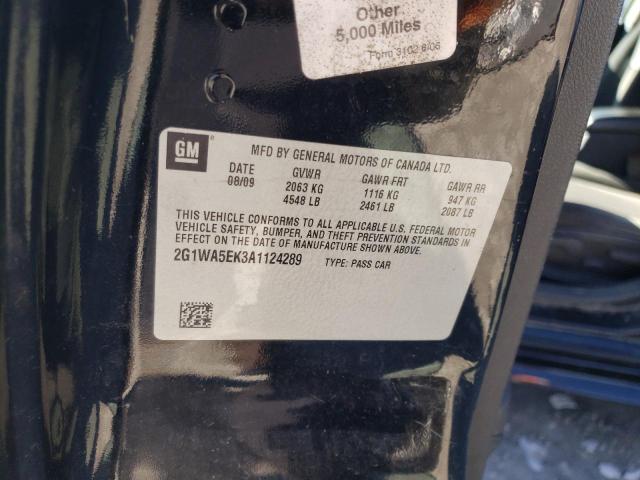 Other
5,000 Miles
Form 3102 8/06
GM®
MFD BY GENERAL MOTORS OF CANADA LTD.
DATE GVWR GAWR FRT GAWR RR
08/09 2063 KG 1116 KG 947 KG
4548 LB 2461 LB 2087 LB
THIS VEHICLE CONFORMS TO ALL APPLICABLE U.S. FEDERAL MOTOR
VEHICLE SAFETY, BUMPER, AND THEFT PREVENTION STANDARDS IN
EFFECT ON THE DATE OF MANUFACTURE SHOWN ABOVE.
2G1WA5EK3A1124289 TYPE: PASS CAR